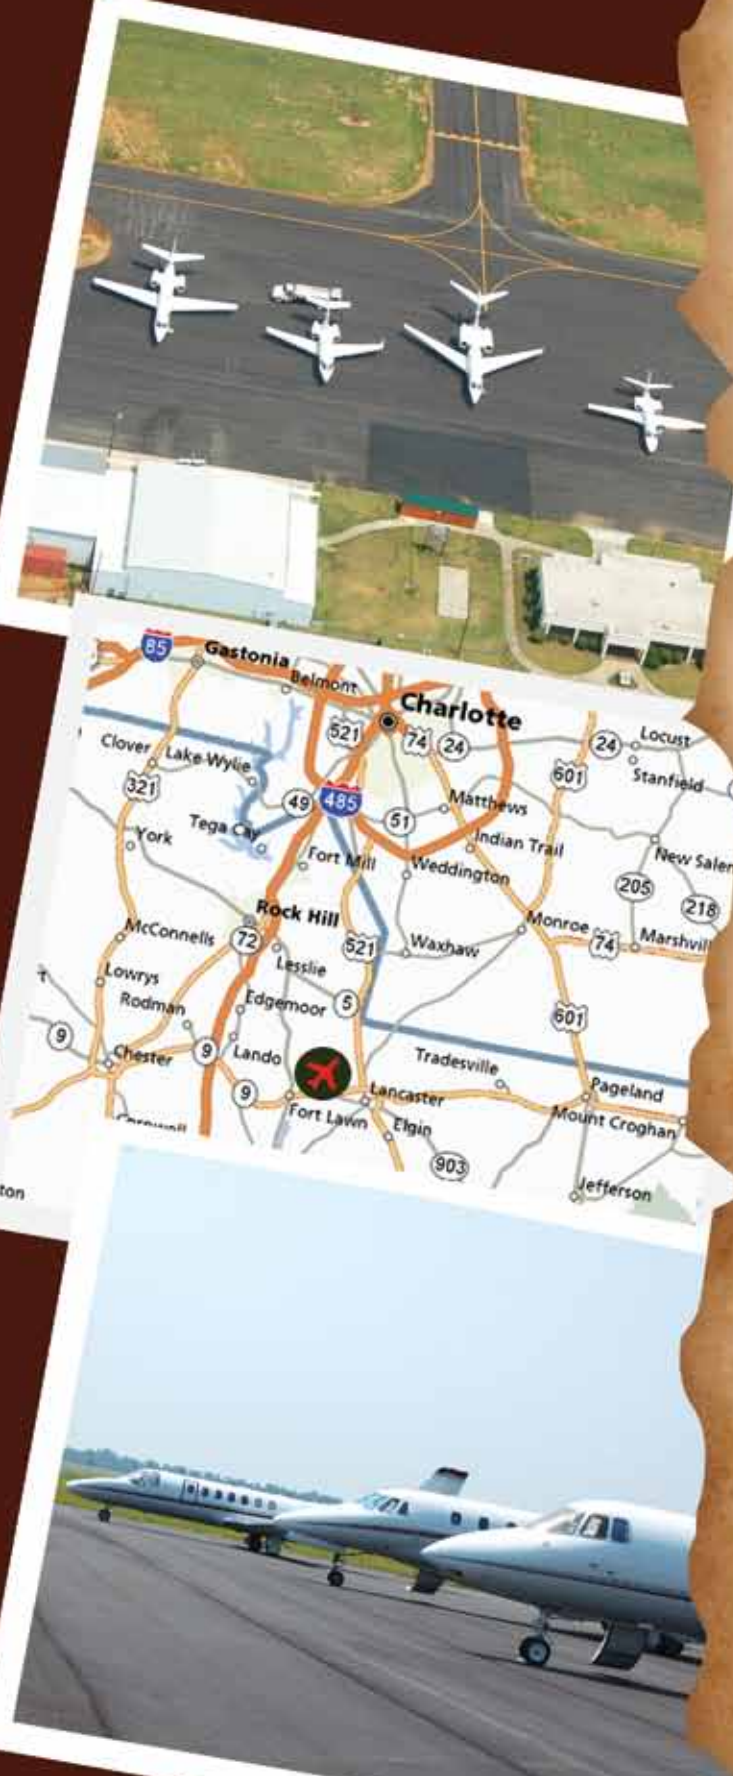 85
Gastonia
Belmont
Charlotte
521
74
24
24
Locust
Stanfield
601
Clover
Lake Wylie
321
49
485
Matthews
51
Tega Cay
York
Indian Trail
New Salem
Fort Mill
Weddington
205
218
Rock Hill
McConnells
72
Monroe
74
Marshvil
521
Waxhaw
Lesslie
Lowrys
Rodman
Edgemoor
5
601
9
Chester
9
Lando
Tradesville
Pageland
9
Lancaster
Mount Croghan
Fort Lawn
Elgin
903
Jefferson
ton